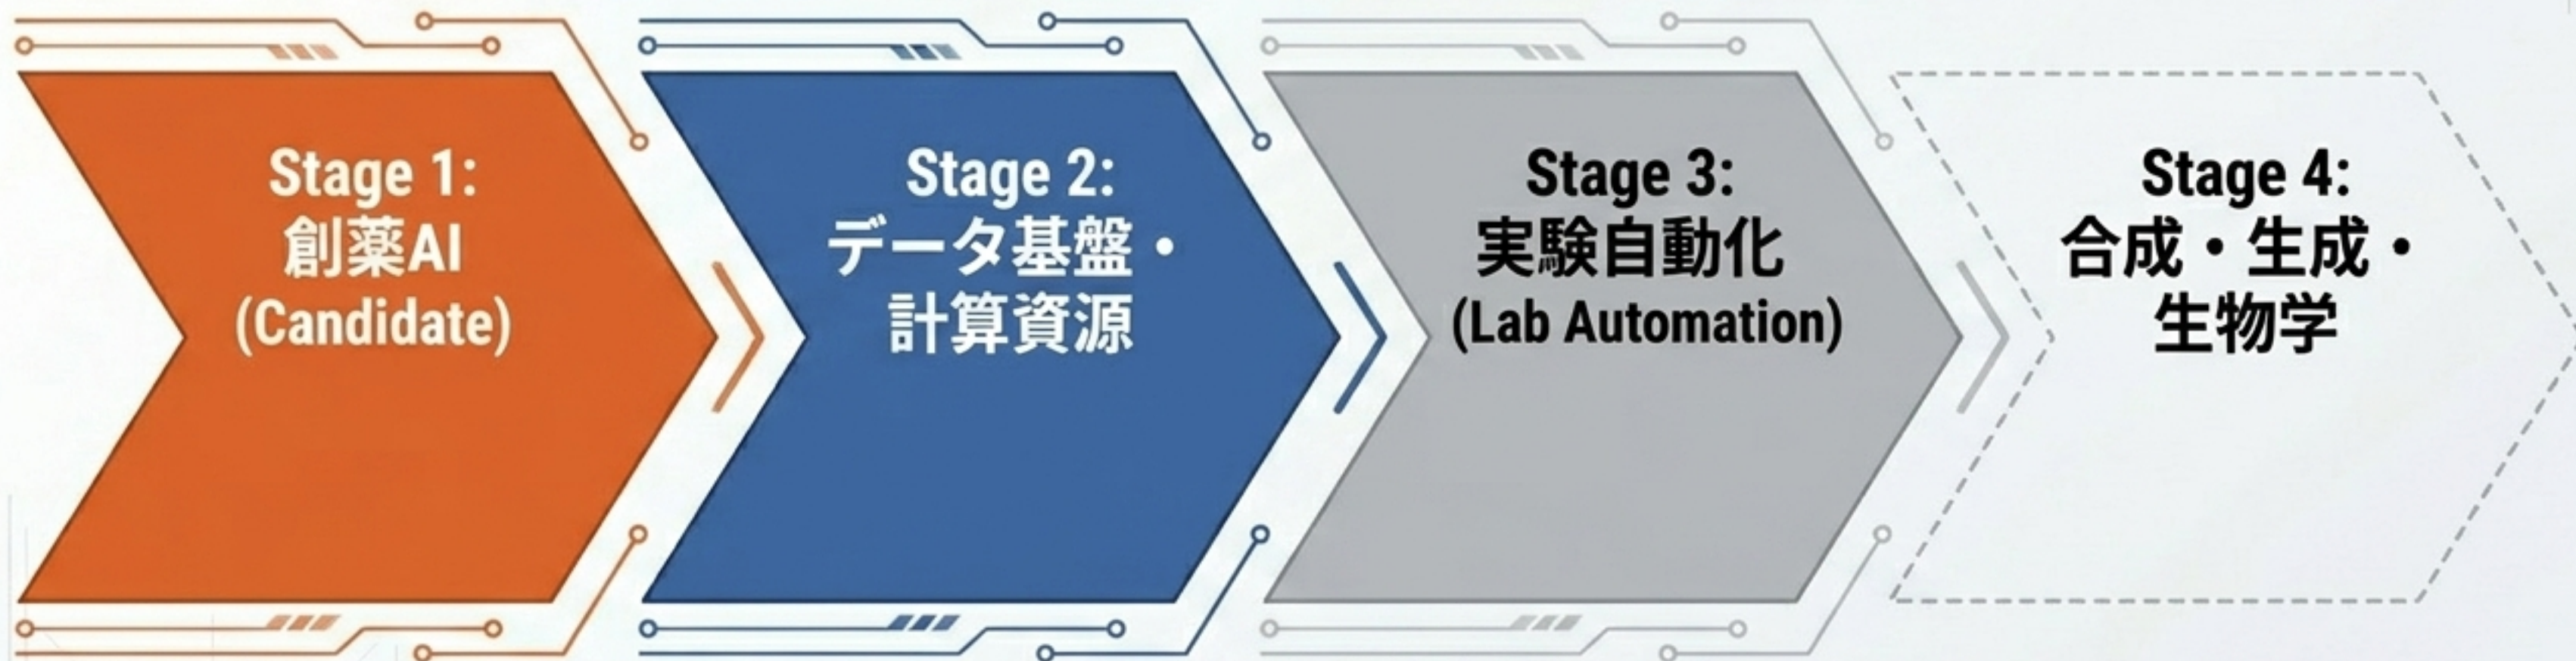 Stage 1:
創薬AI
(Candidate)
Stage 2:
データ基盤・
計算資源
Stage 3:
実験自動化
(Lab Automation)
Stage 4:
合成・生成・
生物学